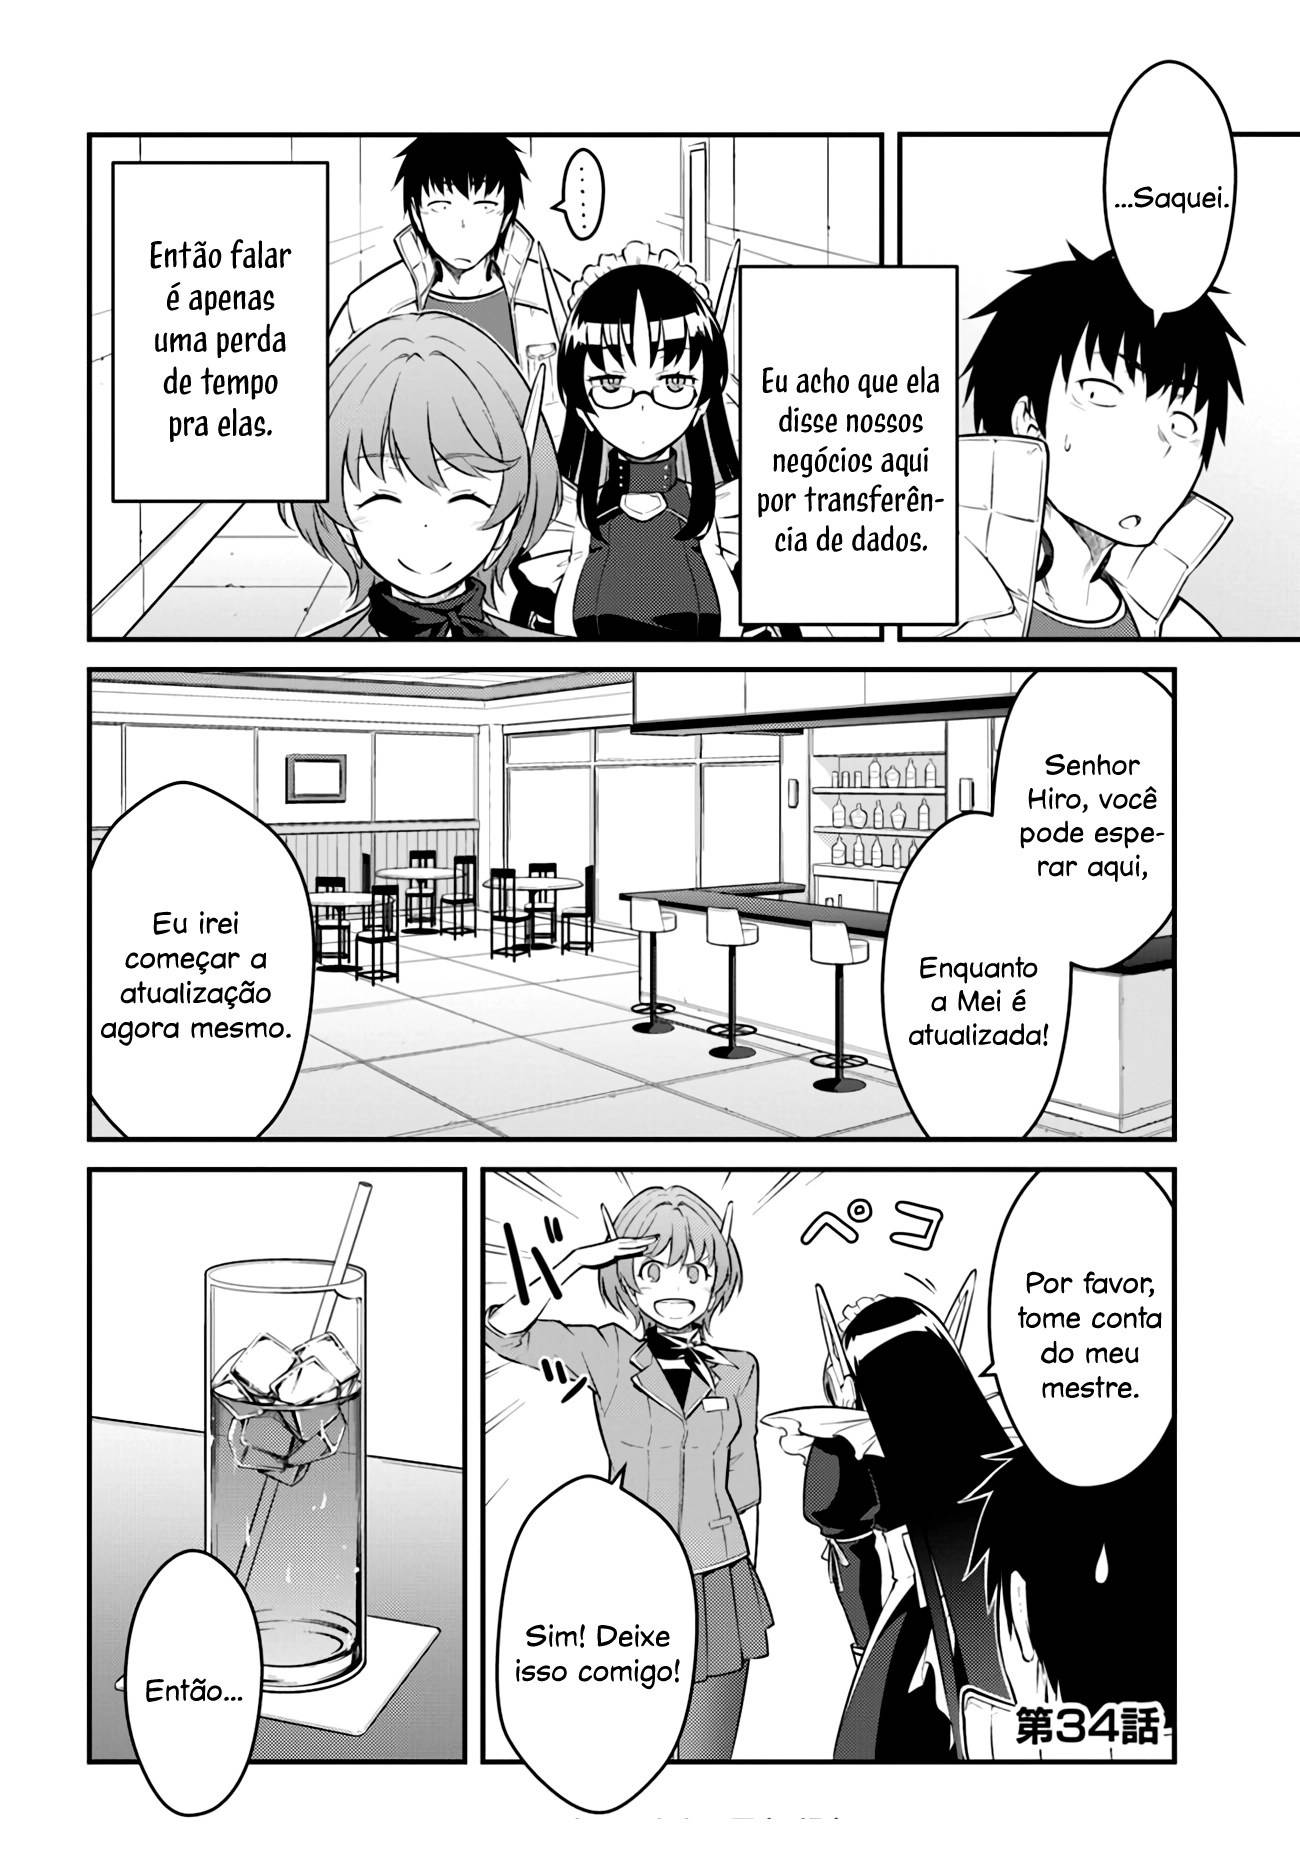 ...Saquei.
Eu acho que ela
disse nossos
negócios aqui
por transferên-
cia de dados.
......
Então falar
é apenas
uma perda
de tempo
pra elas.
Senhor
Hiro, você
pode espe-
rar aqui,
Enquanto
a Mei é
atualizada!
Eu irei
começar a
atualização
agora mesmo.
Por favor,
tome conta
do meu
mestre.
ペコ
ビシッ
Sim! Deixe
isso comigo!
第34話
Então...